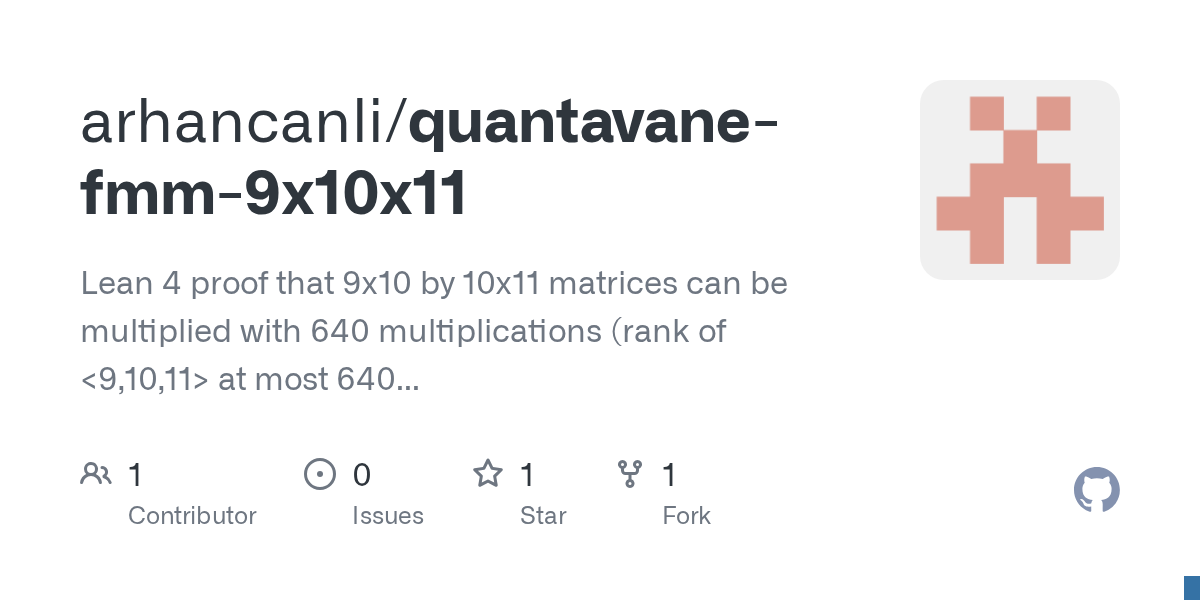 arhancanli/quantavane-
fmm-9x10x11
Lean 4 proof that 9x10 by 10x11 matrices can be
multiplied with 640 multiplications (rank of
<9,10,11> at most 640...
1 0 1 1
Contributor Issues Star Fork